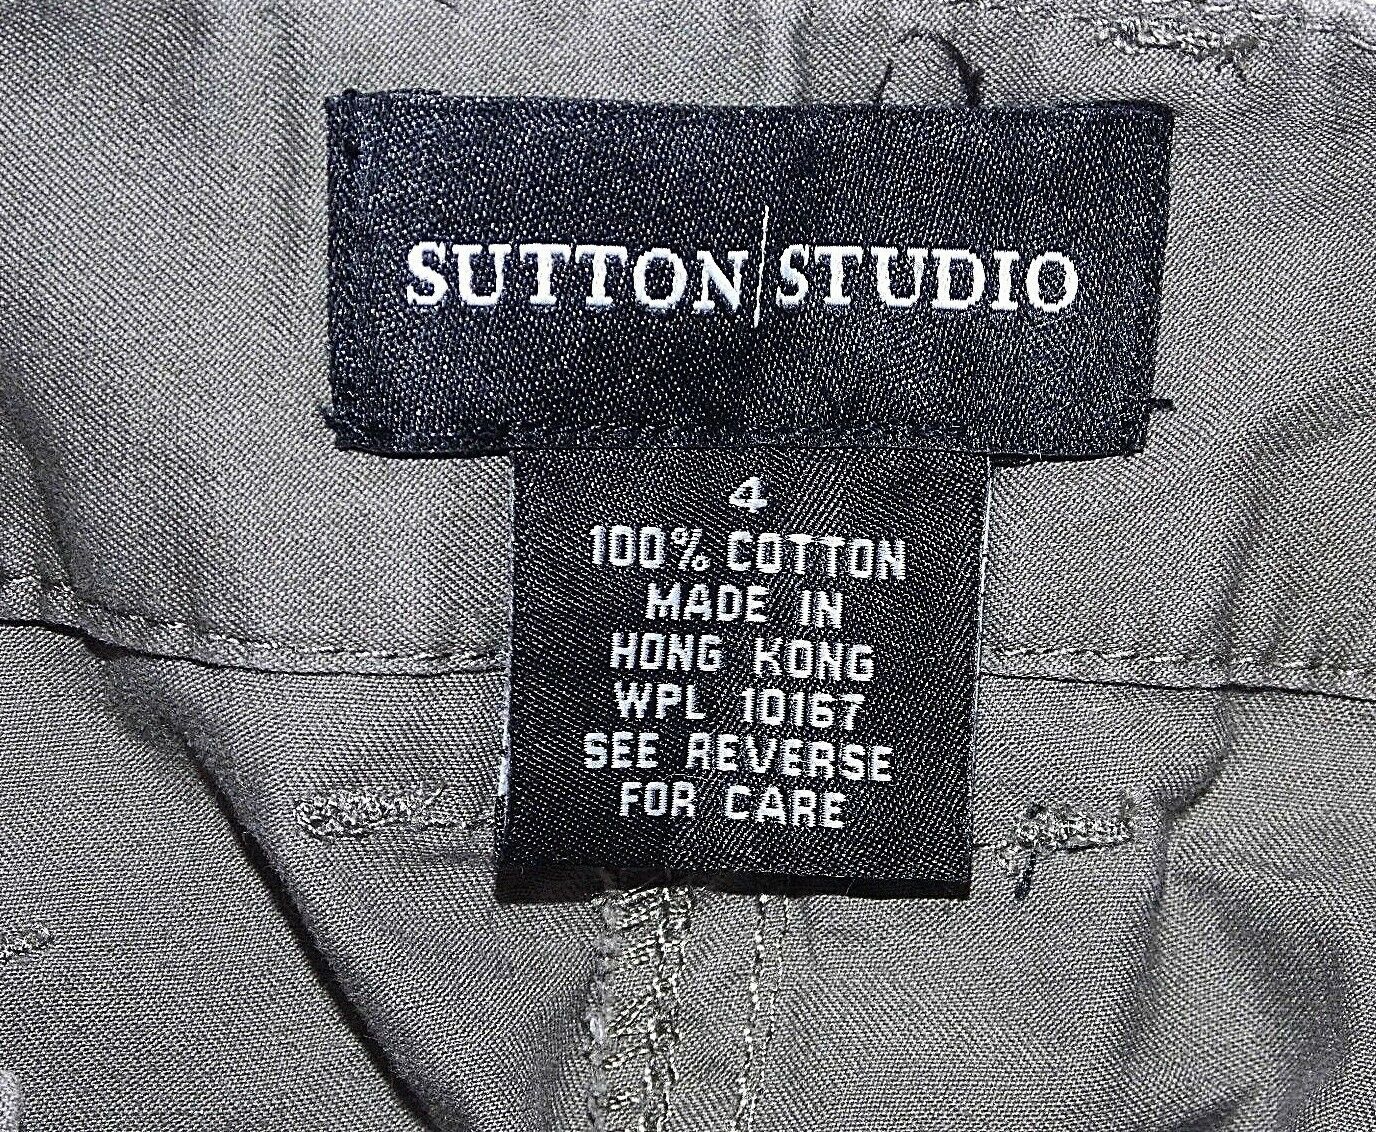 SUTTON|STUDIO
4
100% COTTON
MADE IN
HONG KONG
WPL 10167
SEE REVERSE
FOR CARE